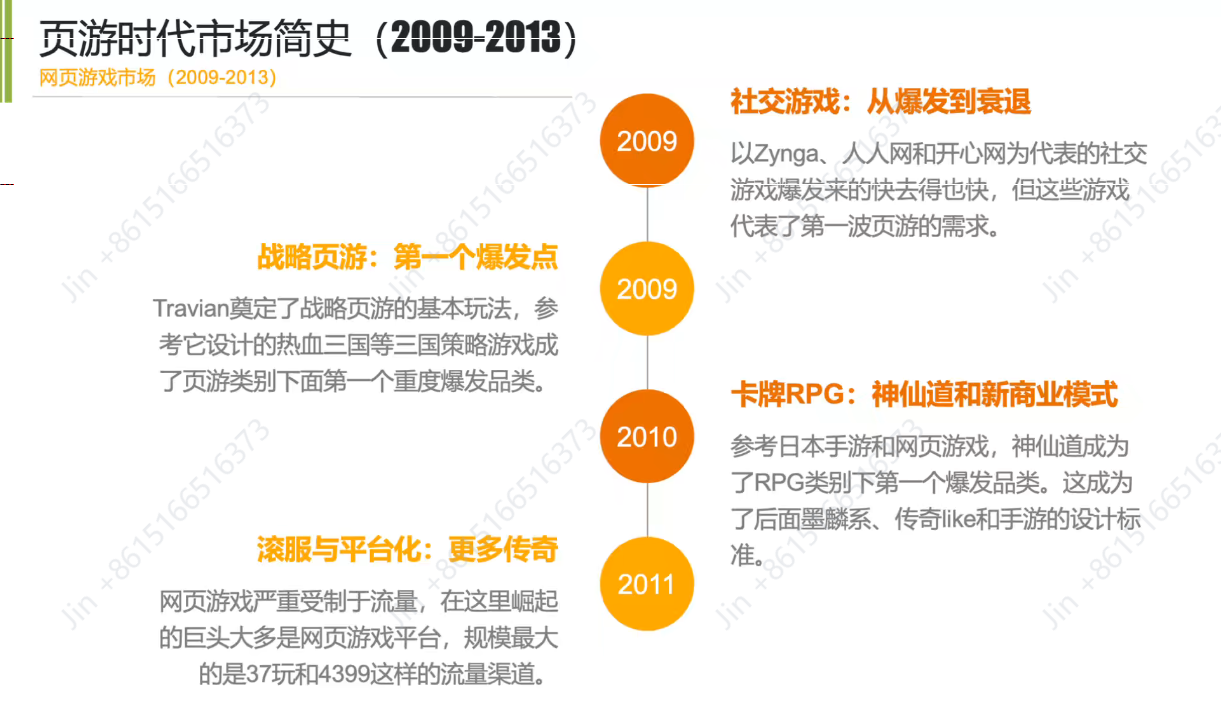 页游时代市场简史（2009-2013）
网页游戏市场（2009-2013）
2009
社交游戏：从爆发到衰退
以Zynga、人人网和开心网为代表的社交
游戏爆发来的快去得也快，但这些游戏
代表了第一波页游的需求。
2009
战略页游：第一个爆发点
Travian奠定了战略页游的基本玩法，参
考它设计的热血三国等三国策略游戏成
了页游类别下面第一个重度爆发品类。
2010
卡牌RPG：神仙道和新商业模式
参考日本手游和网页游戏，神仙道成为
了RPG类别下第一个爆发品类。这成为
了后面墨麟系、传奇like和手游的设计标
准。
2011
滚服与平台化：更多传奇
网页游戏严重受制于流量，在这里崛起
的巨头大多是网页游戏平台，规模最大
的是37玩和4399这样的流量渠道。
Jin +8615166516373
Jin +8615166516373
Jin +8615166516373
Jin +8615166516373
Jin +8615166516373
Jin +8615166516373
Jin +8615166516373
Jin +8615166516373